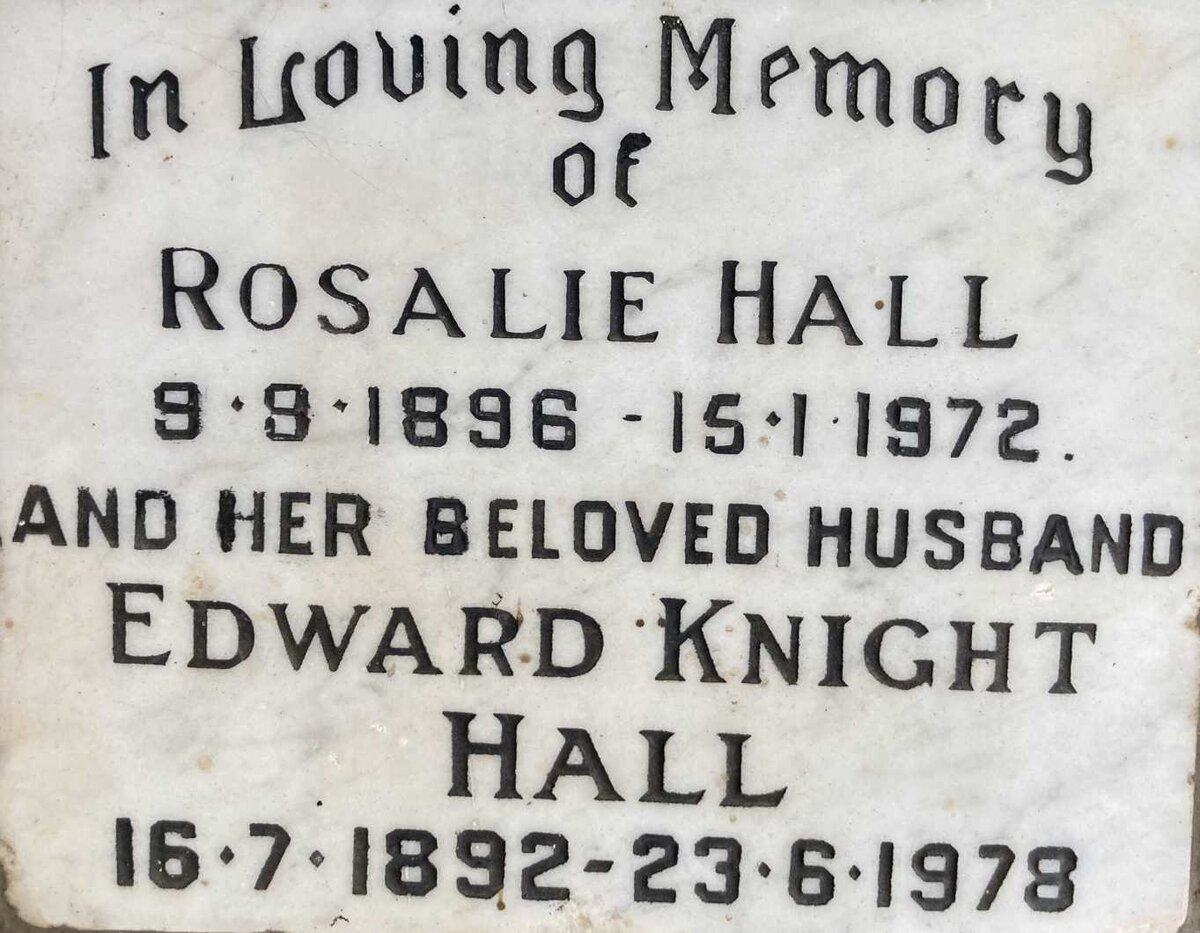 In Loving Memory
of
ROSALIE HALL
9·9·1896 - 15·1·1972.
AND HER BELOVED HUSBAND
EDWARD KNIGHT
HALL
16·7·1892-23·6·1978